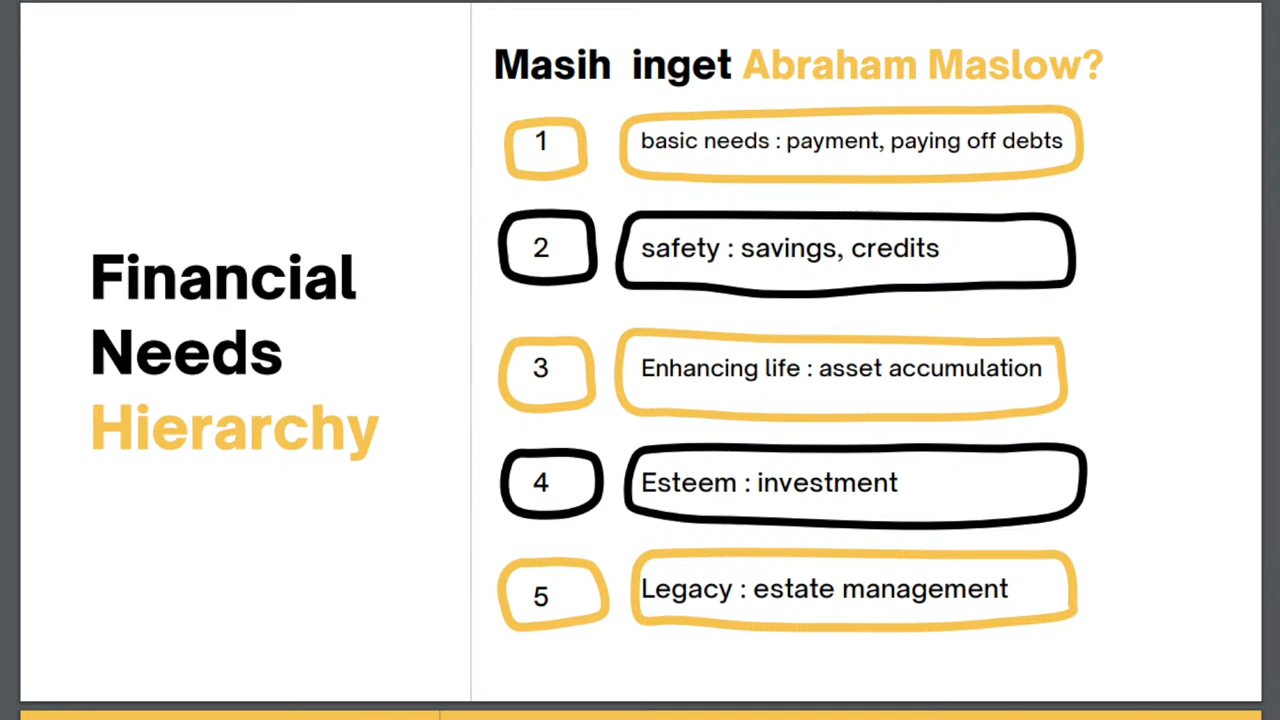 Financial
Needs
Hierarchy
Masih inget Abraham Maslow?
1 basic needs : payment, paying off debts
2 safety : savings, credits
3 Enhancing life : asset accumulation
4 Esteem : investment
5 Legacy : estate management